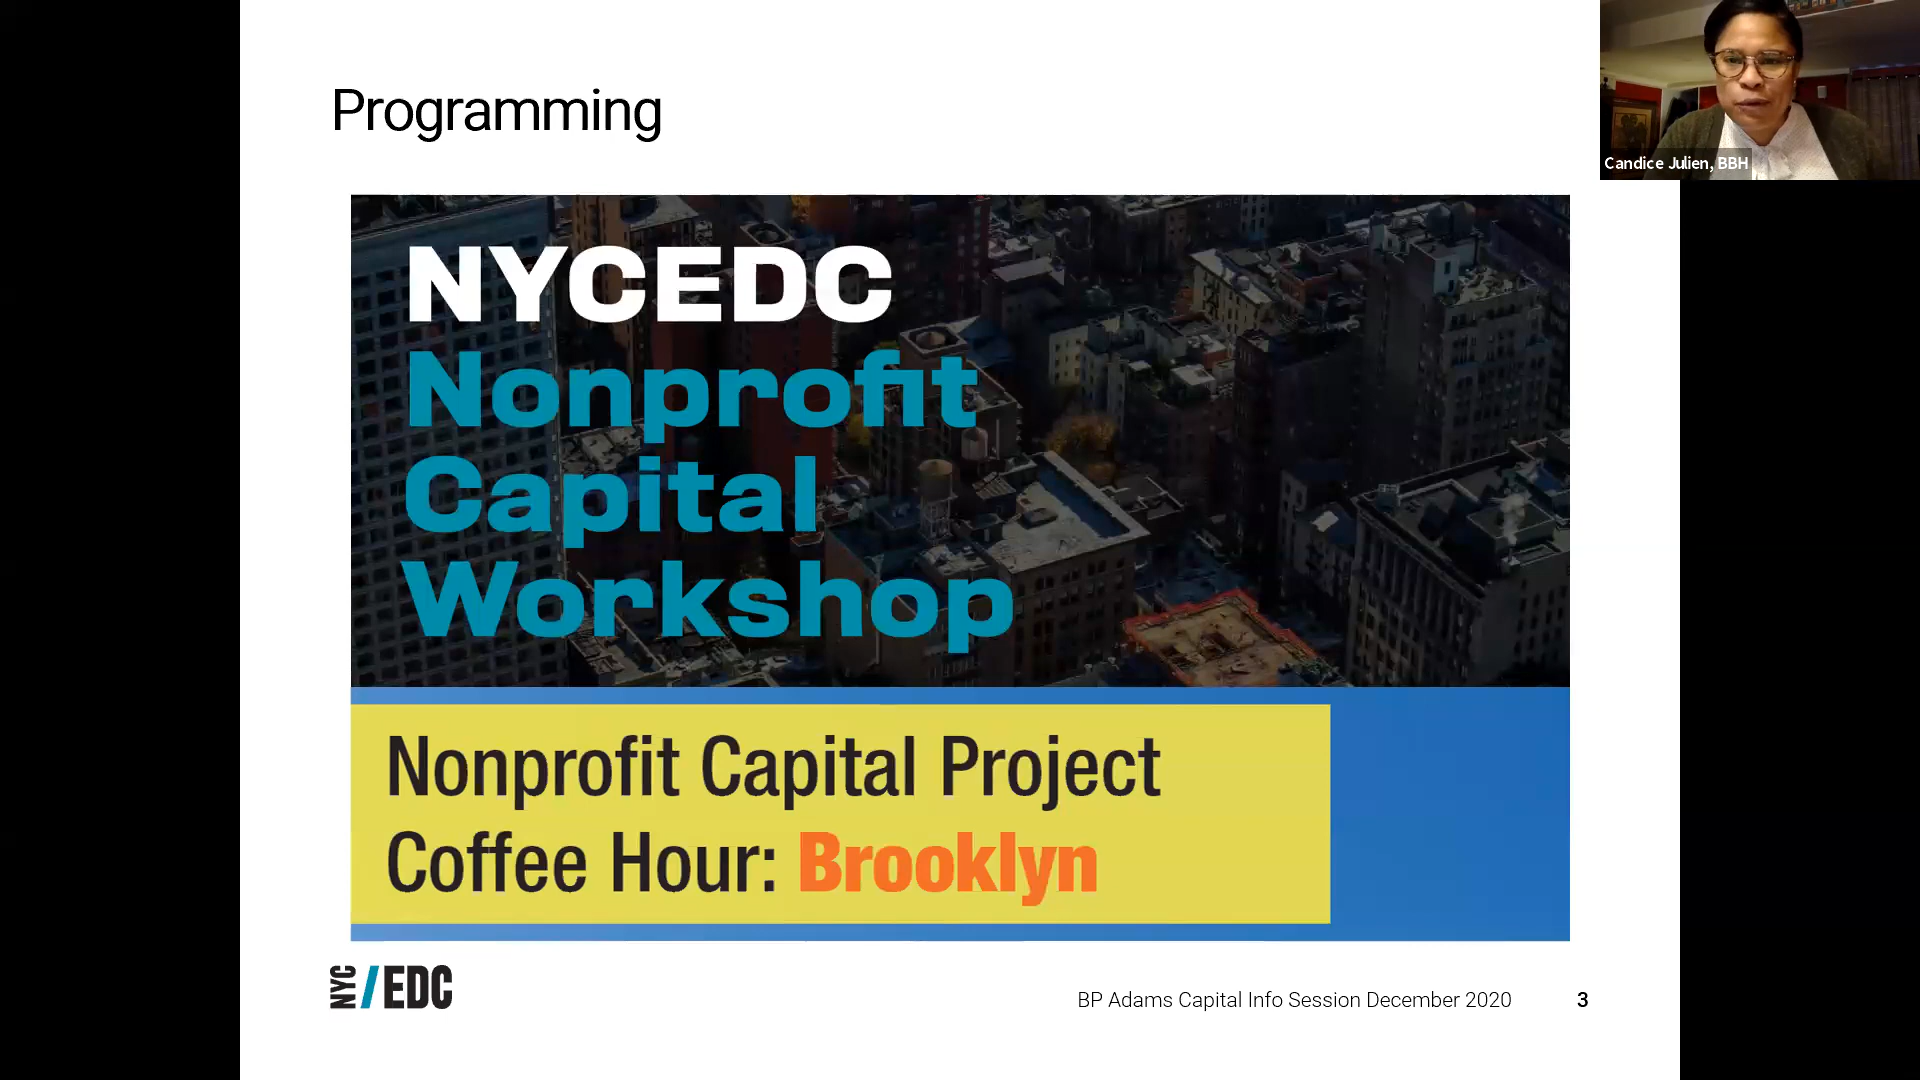 Programming
Candice Julien, BBH
NYCEDC
Nonprofit
Capital
Workshop
Nonprofit Capital Project
Coffee Hour: Brooklyn
NYC/EDC
BP Adams Capital Info Session December 2020
3